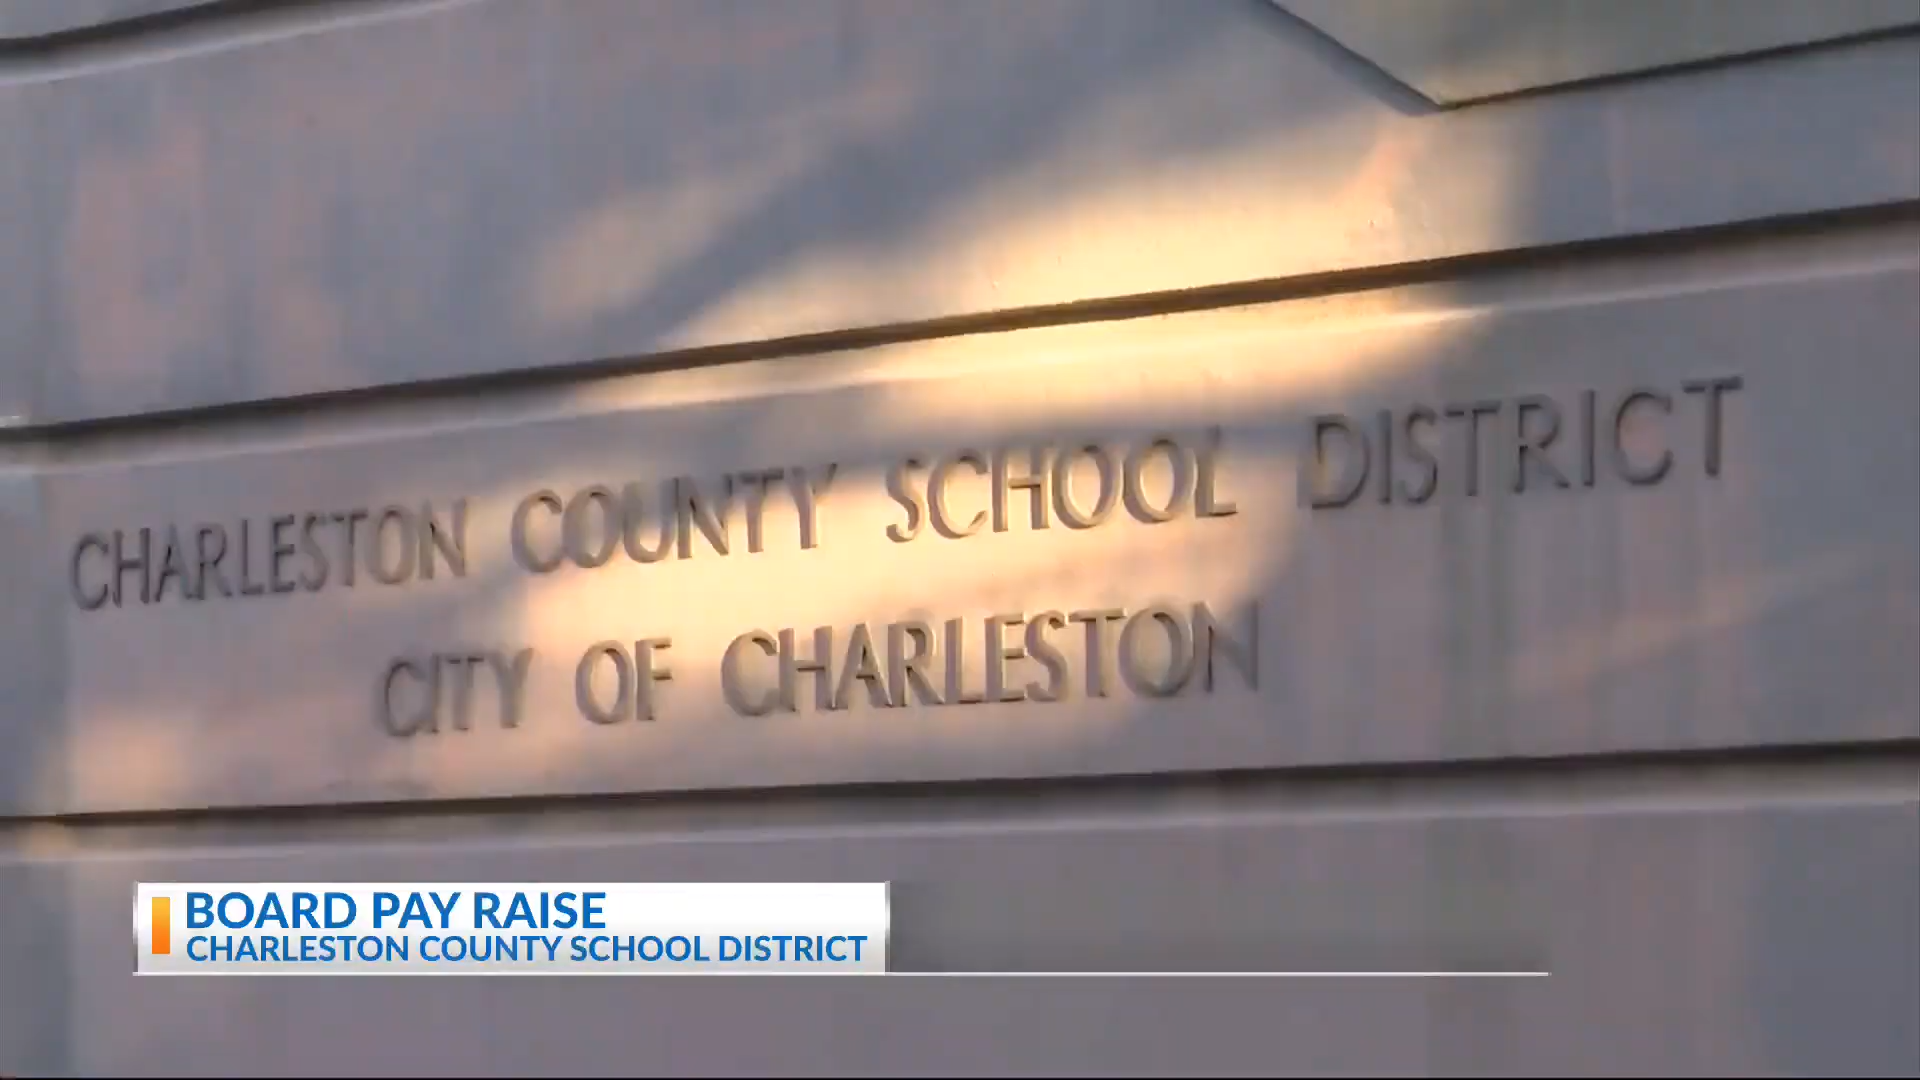 CHARLESTON COUNTY SCHOOL DISTRICT
CITY OF CHARLESTON
BOARD PAY RAISE
CHARLESTON COUNTY SCHOOL DISTRICT